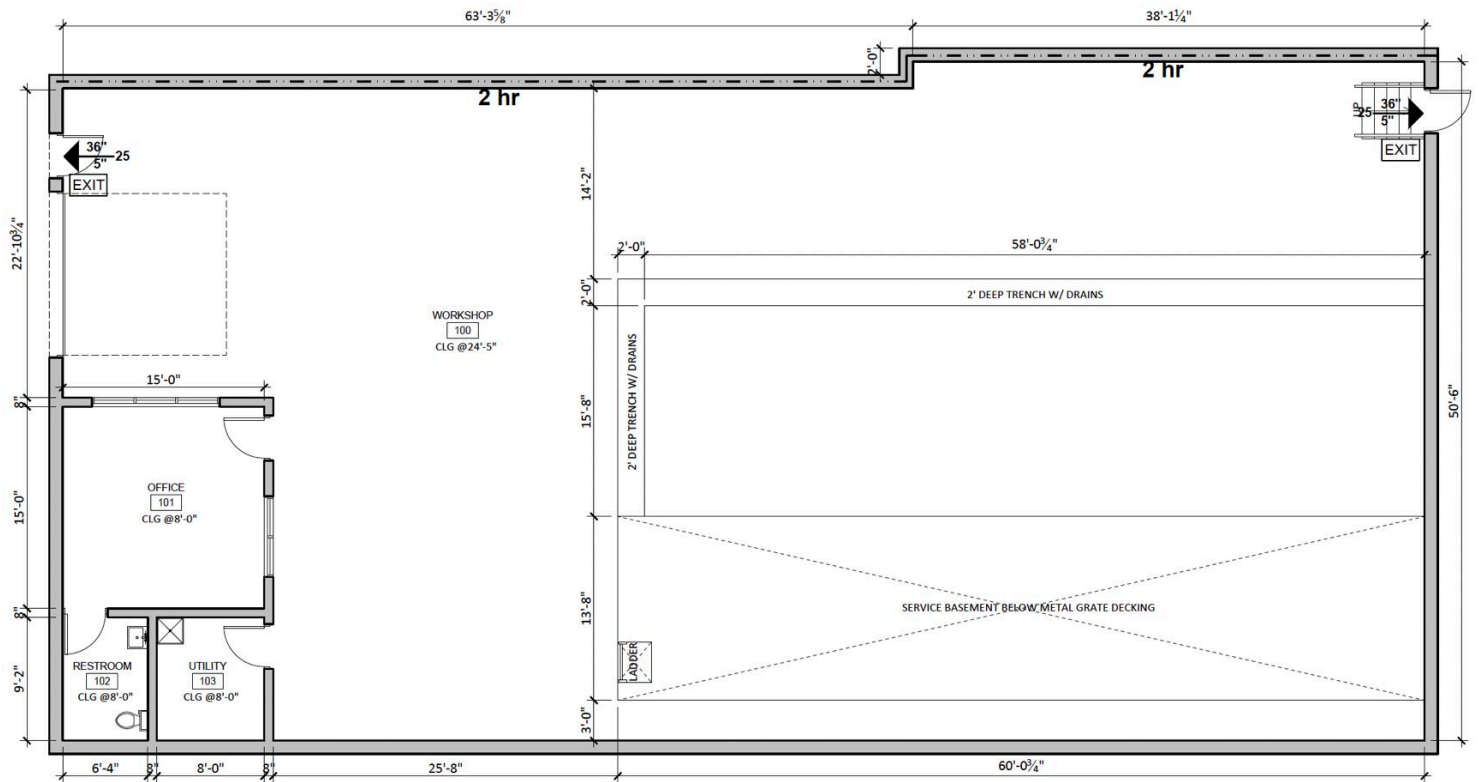 63'-3⅝"
38'-1¼"
2'-0"
2 hr
2 hr
36"
5"
25
EXIT
UP
25
36"
5"
EXIT
14'-2"
22'-10¾"
2'-0"
58'-0¾"
2'-0"
2' DEEP TRENCH W/ DRAINS
WORKSHOP
100
CLG @24'-5"
15'-0"
8"
2' DEEP TRENCH W/ DRAINS
15'-8"
50'-6"
OFFICE
101
CLG @8'-0"
15'-0"
8"
13'-8"
SERVICE BASEMENT BELOW METAL GRATE DECKING
LADDER
RESTROOM
102
CLG @8'-0"
UTILITY
103
CLG @8'-0"
9'-2"
3'-0"
6'-4"
8"
8'-0"
8"
25'-8"
60'-0¾"